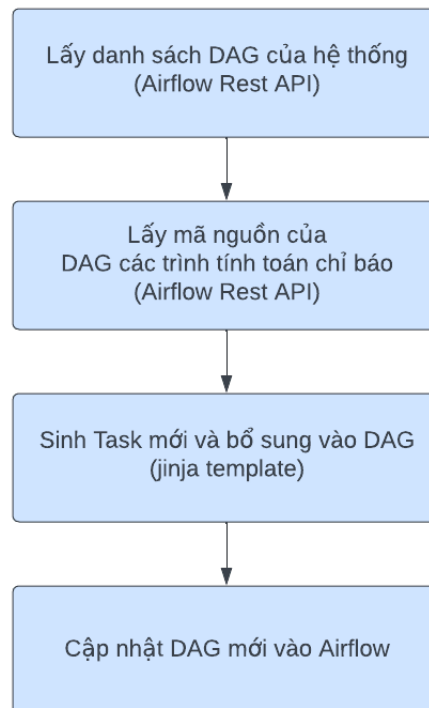 Lấy danh sách DAG của hệ thống
(Airflow Rest API)
Lấy mã nguồn của
DAG các trình tính toán chỉ báo
(Airflow Rest API)
Sinh Task mới và bổ sung vào DAG
(jinja template)
Cập nhật DAG mới vào Airflow